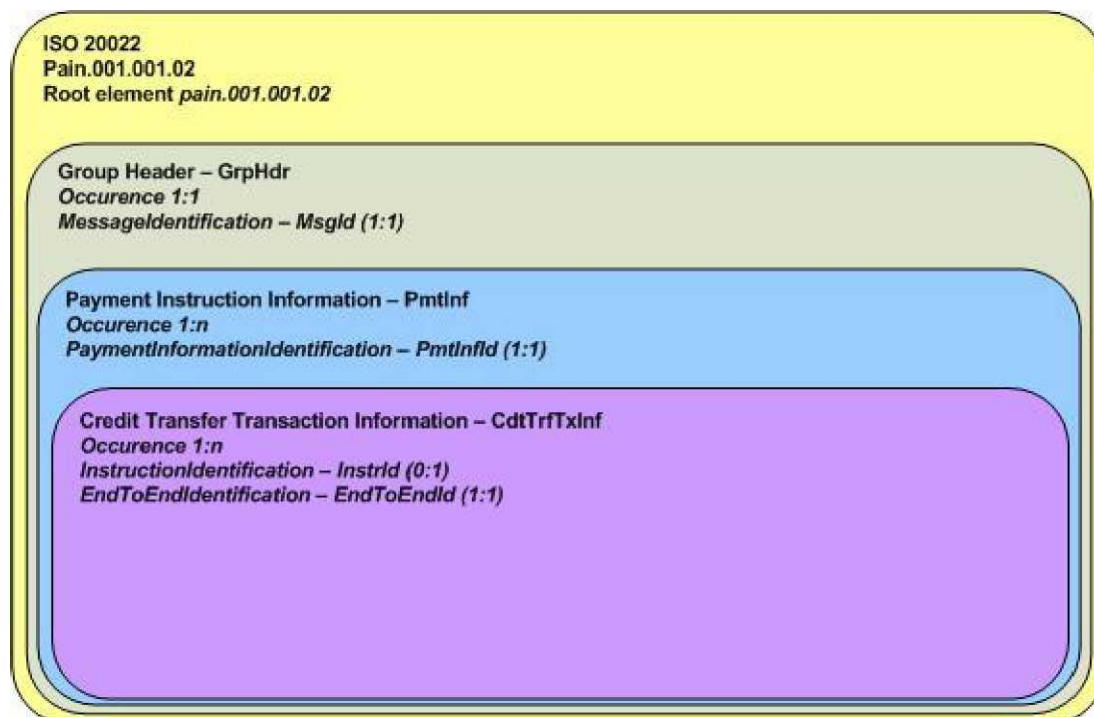 ISO 20022
Pain.001.001.02
Root element pain.001.001.02
Group Header – GrpHdr
Occurence 1:1
MessageIdentification – MsgId (1:1)
Payment Instruction Information – PmtInf
Occurence 1:n
PaymentInformationIdentification – PmtInfId (1:1)
Credit Transfer Transaction Information – CdtTrfTxInf
Occurence 1:n
InstructionIdentification – InstrId (0:1)
EndToEndIdentification – EndToEndId (1:1)